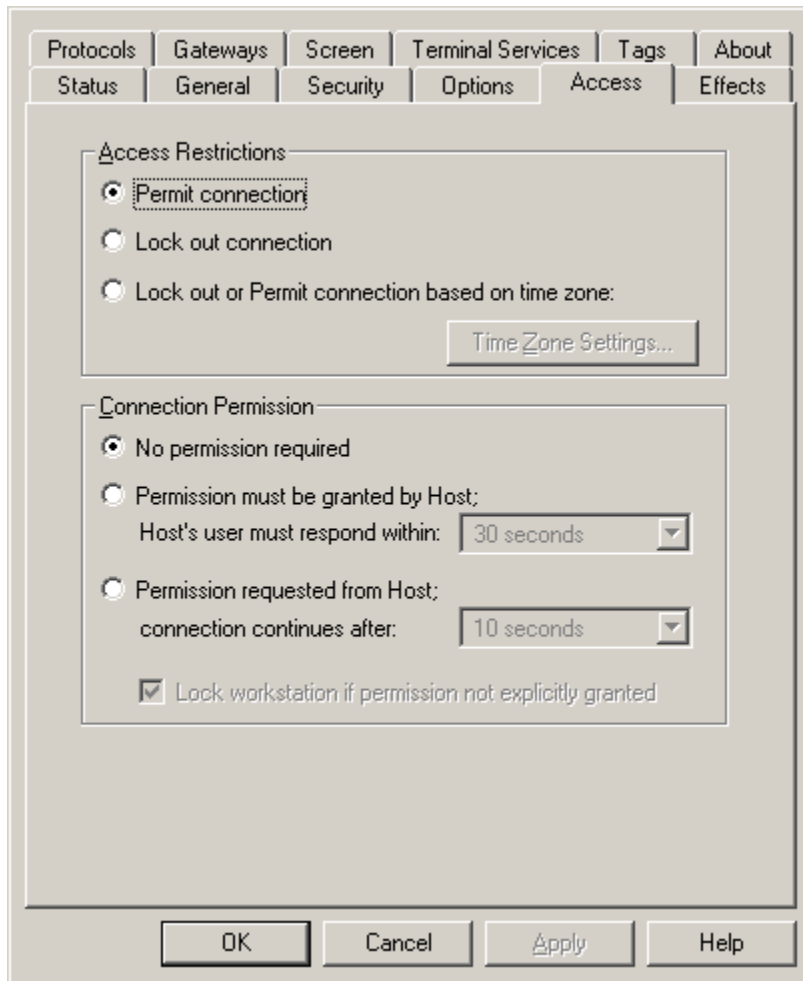 Protocols Gateways Screen Terminal Services Tags About
Status General Security Options Access Effects
Access Restrictions
Permit connection
Lock out connection
Lock out or Permit connection based on time zone:
Time Zone Settings...
Connection Permission
No permission required
Permission must be granted by Host;
Host's user must respond within: 30 seconds
Permission requested from Host;
connection continues after: 10 seconds
Lock workstation if permission not explicitly granted
OK Cancel Apply Help